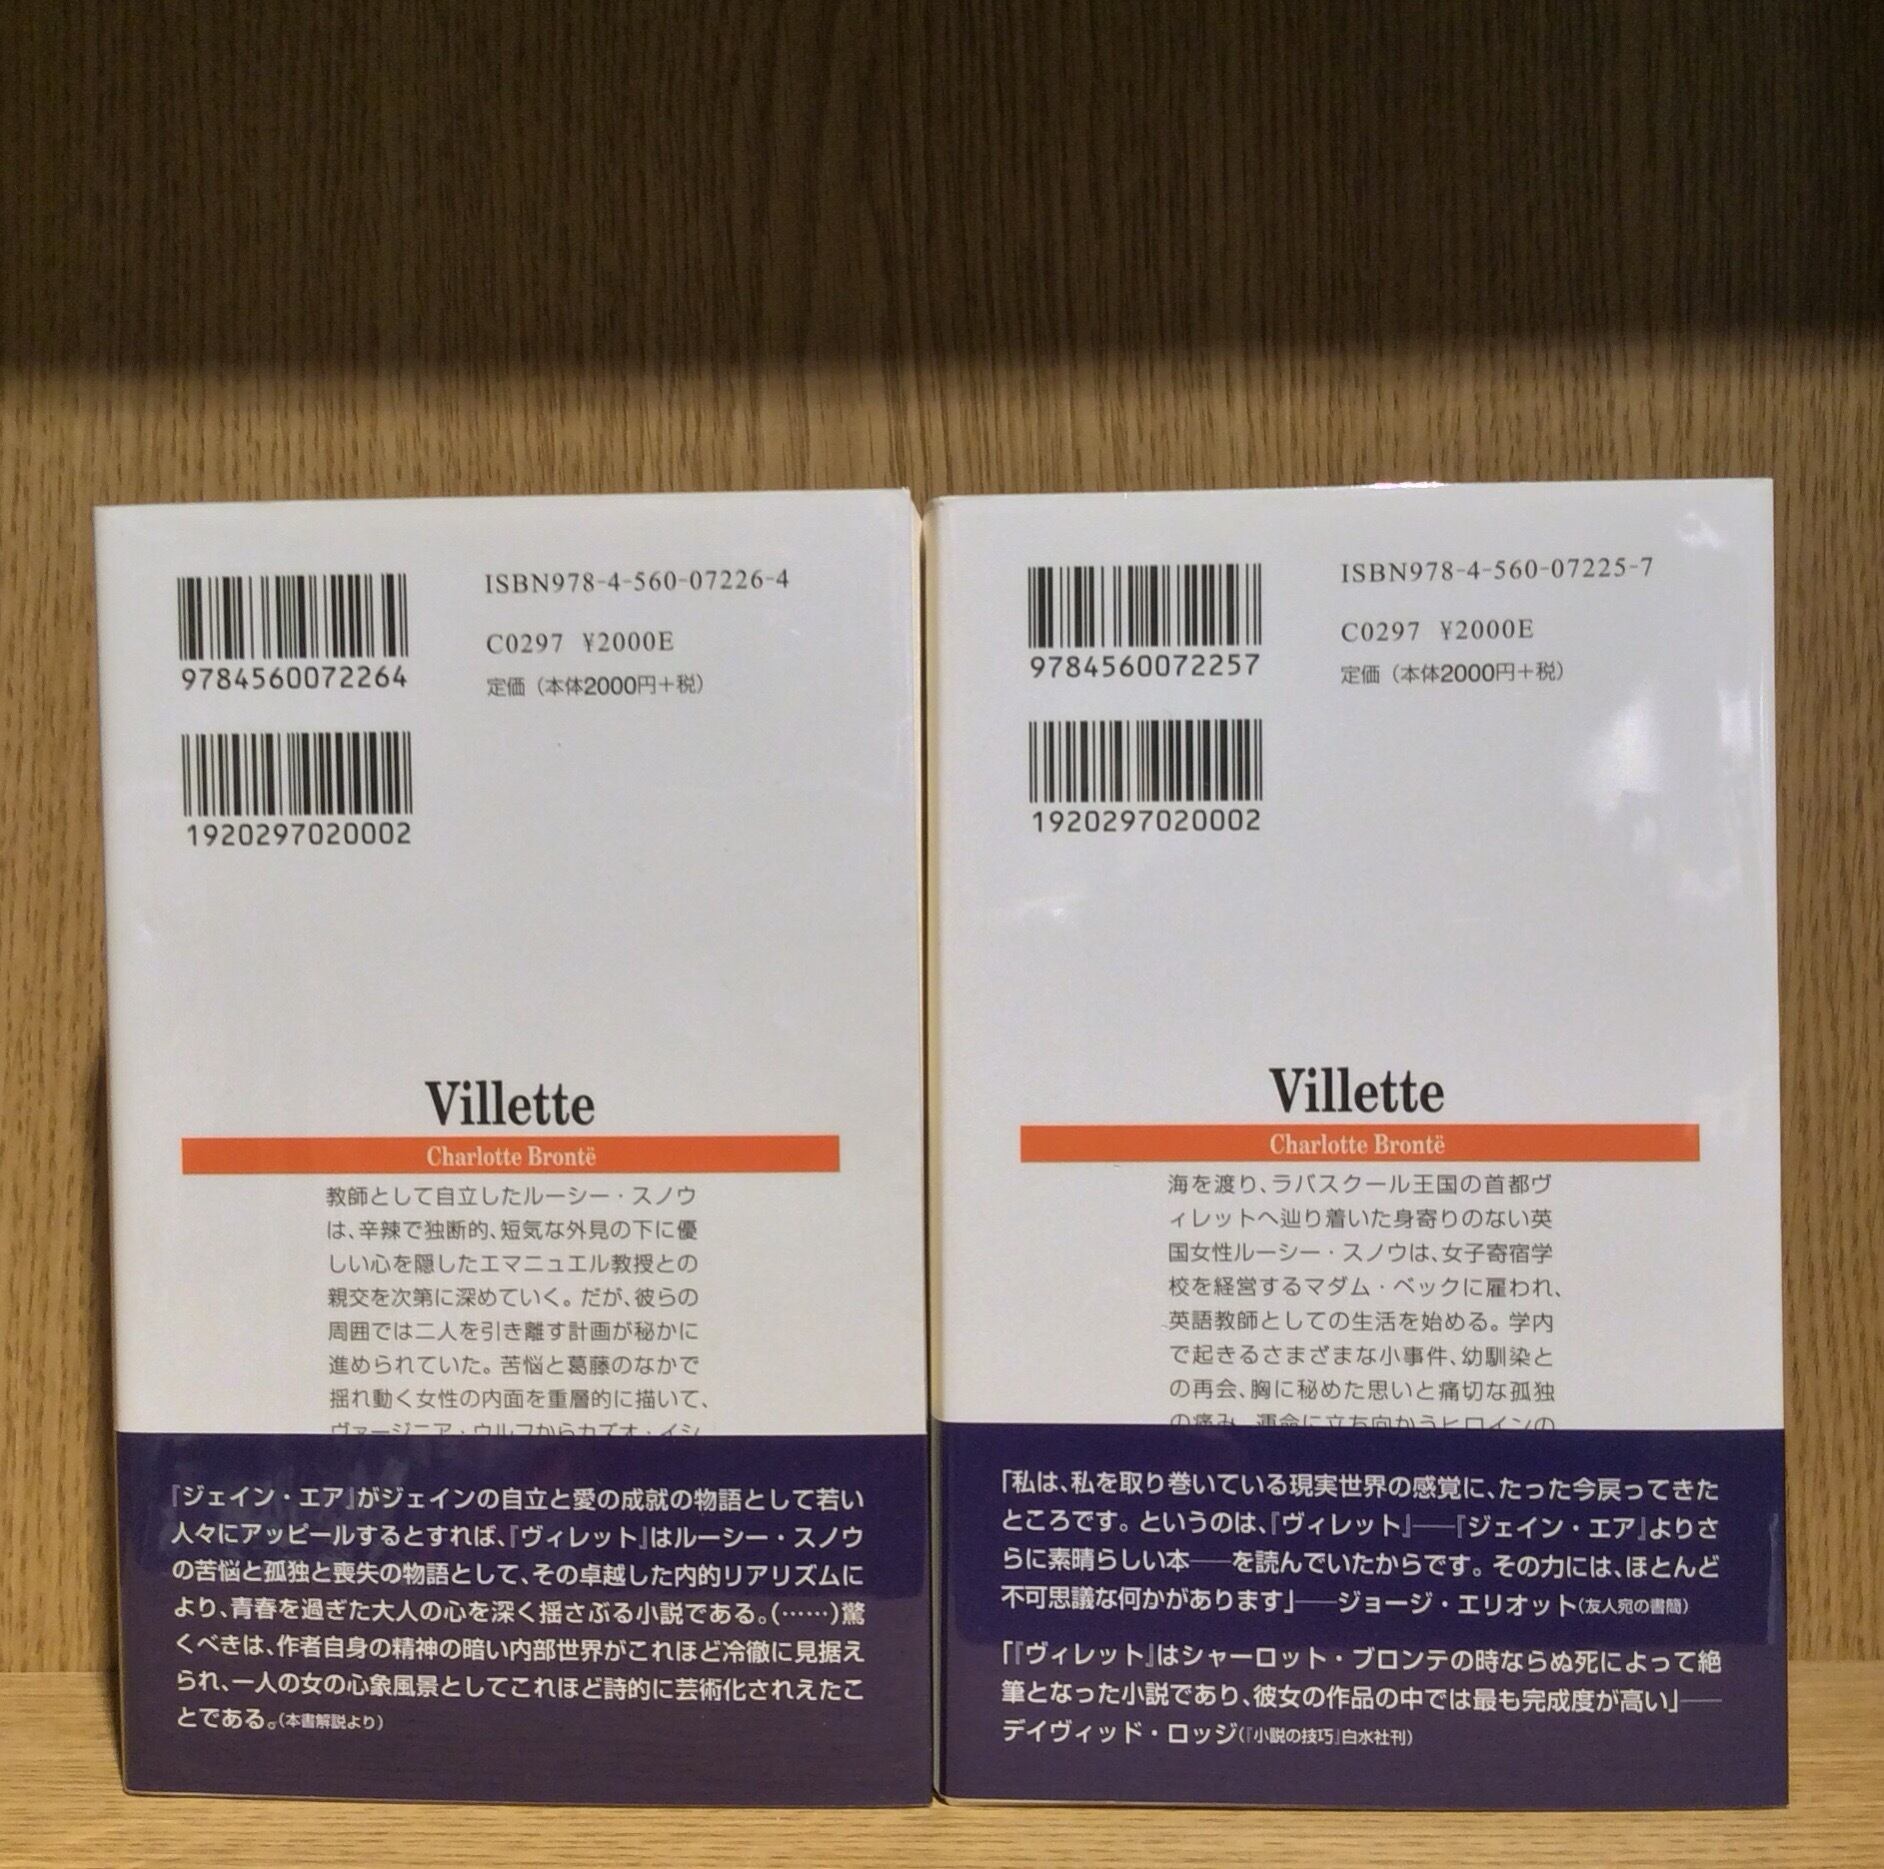 ISBN978-4-560-07226-4
9784560072264
C0297 ¥2000E
定価（本体2000円＋税）
1920297020002
Villette
Charlotte Brontë
教師として自立したルーシー・スノウ
は、辛辣で独断的、短気な外見の下に優
しい心を隠したエマニュエル教授との
親交を次第に深めていく。だが、彼らの
周囲では二人を引き離す計画が秘かに
進められていた。苦悩と葛藤のなかで
揺れ動く女性の内面を重層的に描いて、
ヴァージニア・ウルフからカズオ・イシ
『ジェイン・エア』がジェインの自立と愛の成就の物語として若い
人々にアッピールするとすれば、『ヴィレット』はルーシー・スノウ
の苦悩と孤独と喪失の物語として、その卓越した内的リアリズムに
より、青春を過ぎた大人の心を深く揺さぶる小説である。(……)驚
くべきは、作者自身の精神の暗い内部世界がこれほど冷徹に見据え
られ、一人の女の心象風景としてこれほど詩的に芸術化されえたこ
とである。(本書解説より)
ISBN978-4-560-07225-7
9784560072257
C0297 ¥2000E
定価（本体2000円＋税）
1920297020002
Villette
Charlotte Brontë
海を渡り、ラバスクール王国の首都ヴ
ィレットへ辿り着いた身寄りのない英
国女性ルーシー・スノウは、女子寄宿学
校を経営するマダム・ベックに雇われ、
英語教師としての生活を始める。学内
で起きるさまざまな小事件、幼馴染と
の再会、胸に秘めた思いと痛切な孤独
の痛み、運命に立ち向かうヒロインの
「私は、私を取り巻いている現実世界の感覚に、たった今戻ってきた
ところです。というのは、『ヴィレット』──『ジェイン・エア』よりさ
らに素晴らしい本──を読んでいたからです。その力には、ほとんど
不可思議な何かがあります」──ジョージ・エリオット(友人宛の書簡)
「『ヴィレット』はシャーロット・ブロンテの時ならぬ死によって絶
筆となった小説であり、彼女の作品の中では最も完成度が高い」──
デイヴィッド・ロッジ(『小説の技巧』白水社刊)